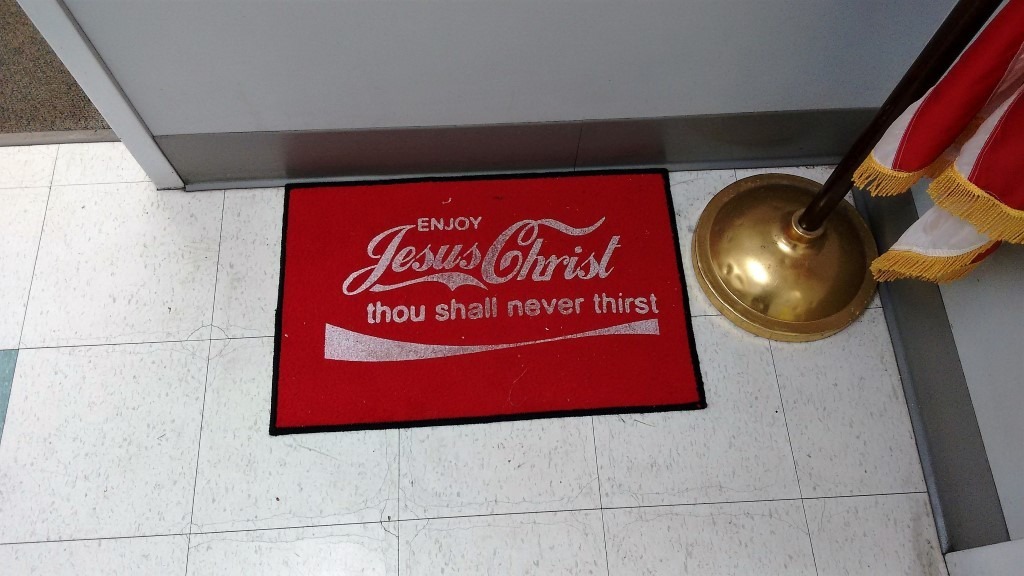 ENJOY
Jesus Christ
thou shall never thirst